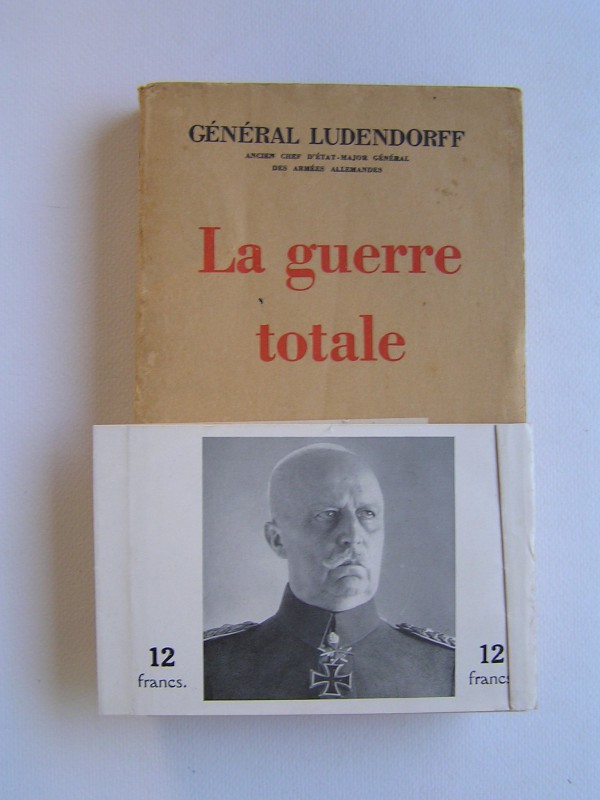 GÉNÉRAL LUDENDORFF
ANCIEN CHEF D'ÉTAT-MAJOR GÉNÉRAL
DES ARMÉES ALLEMANDES
La guerre
totale
12 12
francs. francs